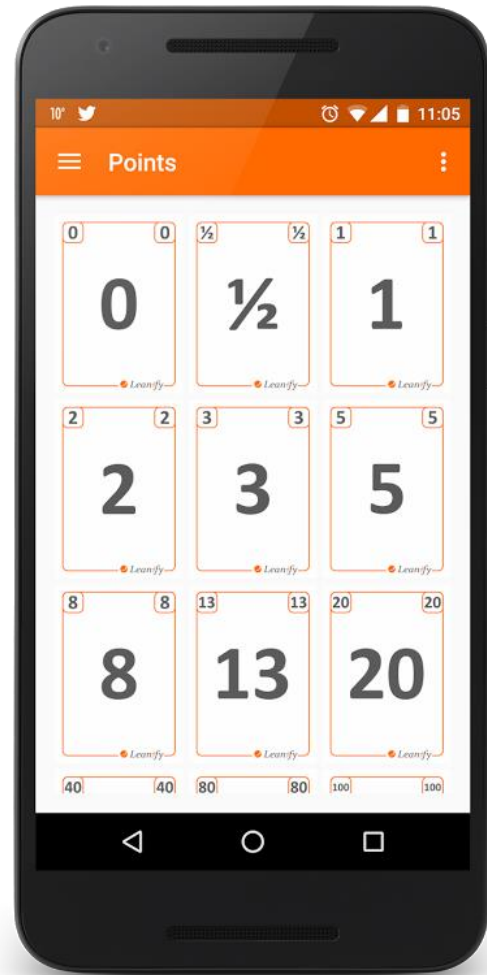 10° 11:05
Points
0 0 ½ ½ 1 1
0 ½ 1
Leanify Leanify Leanify
2 2 3 3 5 5
2 3 5
Leanify Leanify Leanify
8 8 13 13 20 20
8 13 20
Leanify Leanify Leanify
40 40 80 80 100 100